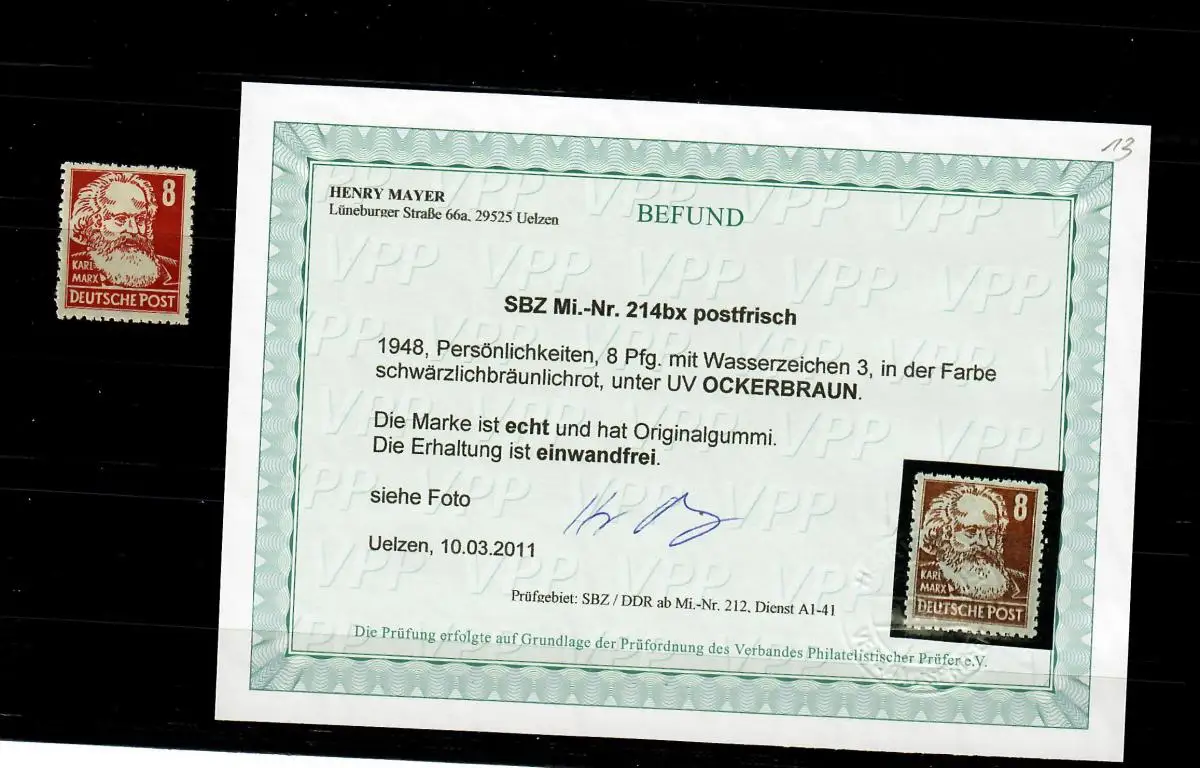 8
KARL
MARX
DEUTSCHE POST
13
HENRY MAYER
Lüneburger Straße 66a, 29525 Uelzen
BEFUND
SBZ Mi.-Nr. 214bx postfrisch
1948, Persönlichkeiten, 8 Pfg. mit Wasserzeichen 3, in der Farbe
schwärzlichbräunlichrot, unter UV OCKERBRAUN.
Die Marke ist echt und hat Originalgummi.
Die Erhaltung ist einwandfrei.
siehe Foto
Uelzen, 10.03.2011
8
KARL
MARX
DEUTSCHE POST
Prüfgebiet: SBZ / DDR ab Mi.-Nr. 212, Dienst A1-41
Die Prüfung erfolgte auf Grundlage der Prüfordnung des Verbandes Philatelistischer Prüfer e.V.
VPP